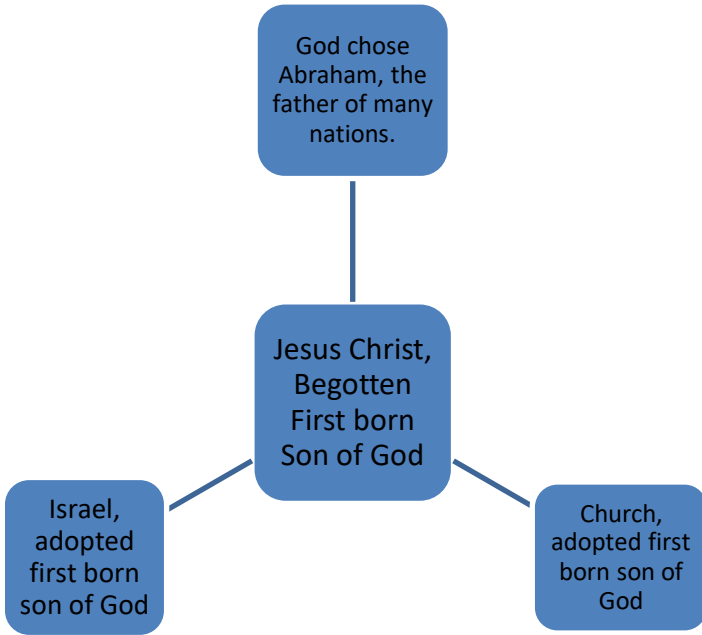 God chose
Abraham, the
father of many
nations.
Jesus Christ,
Begotten
First born
Son of God
Israel,
adopted
first born
son of God
Church,
adopted first
born son of
God